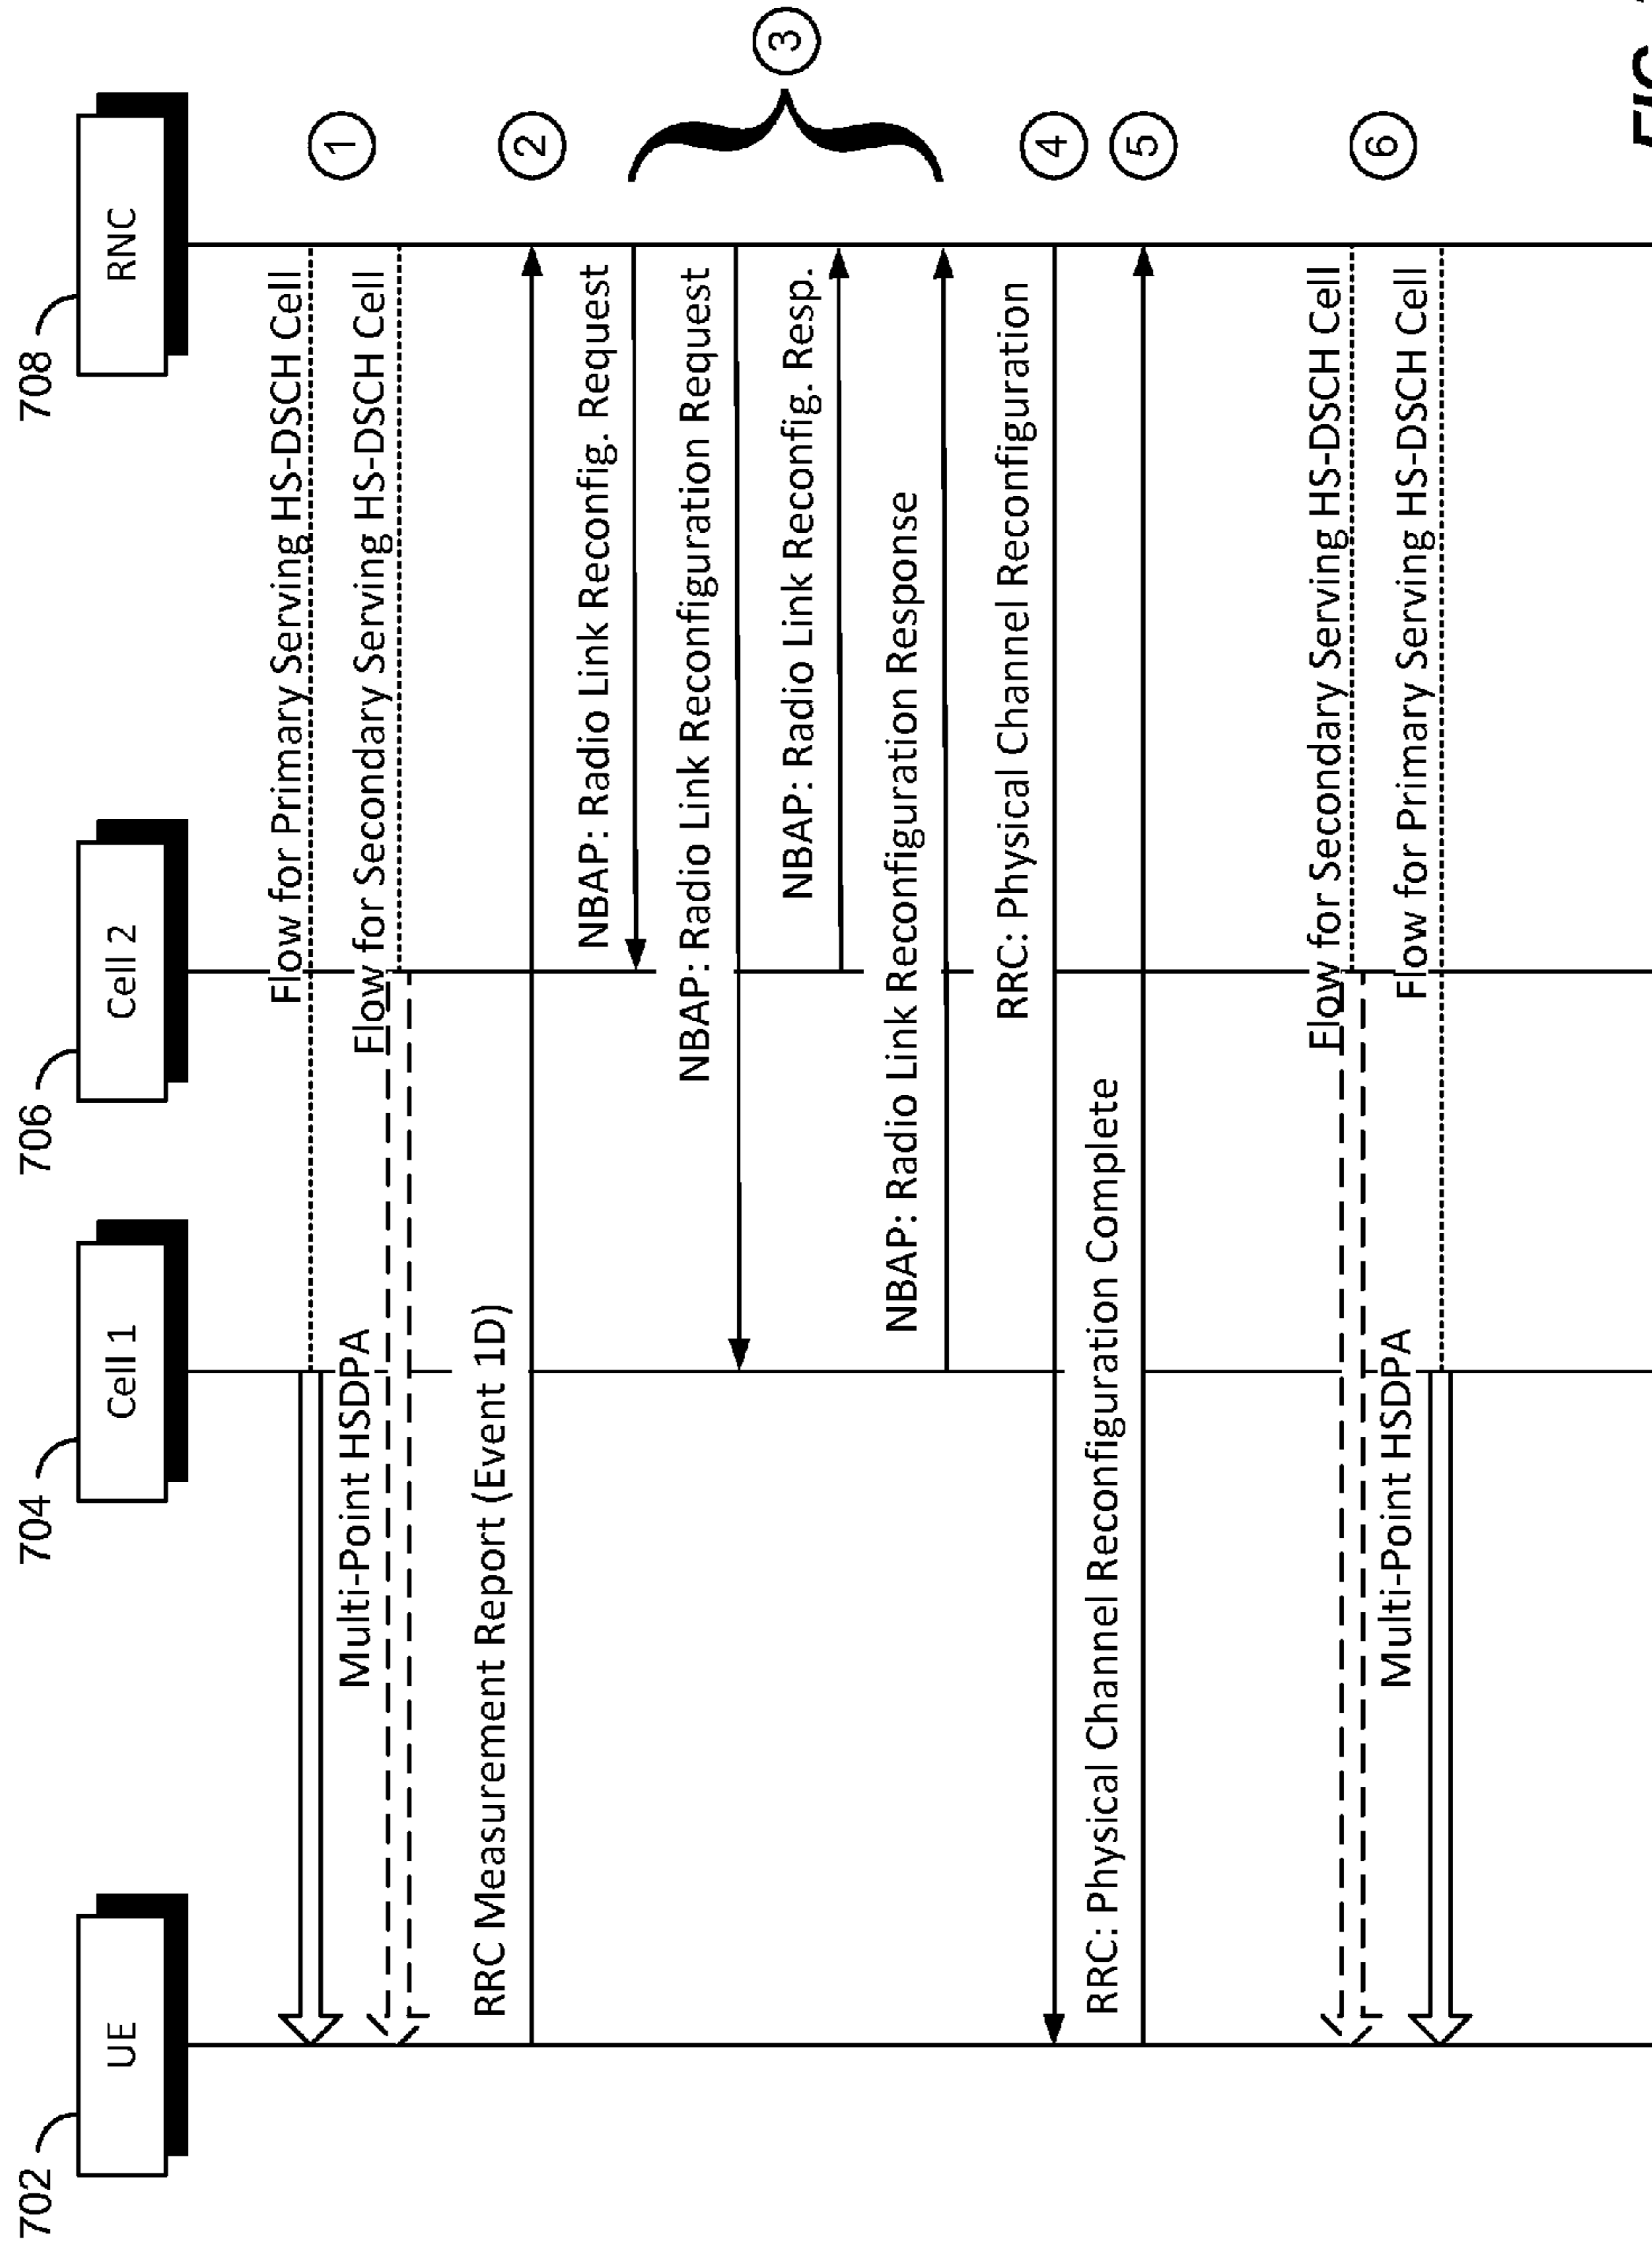 702
UE
704
Cell 1
706
Cell 2
708
RNC
Flow for Primary Serving HS-DSCH Cell
1
Multi-Point HSDPA
Flow for Secondary Serving HS-DSCH Cell
RRC Measurement Report (Event 1D)
2
NBAP: Radio Link Reconfig. Request
NBAP: Radio Link Reconfiguration Request
3
NBAP: Radio Link Reconfig. Resp.
NBAP: Radio Link Reconfiguration Response
RRC: Physical Channel Reconfiguration
4
RRC: Physical Channel Reconfiguration Complete
5
Flow for Secondary Serving HS-DSCH Cell
6
Multi-Point HSDPA
Flow for Primary Serving HS-DSCH Cell
FIG.